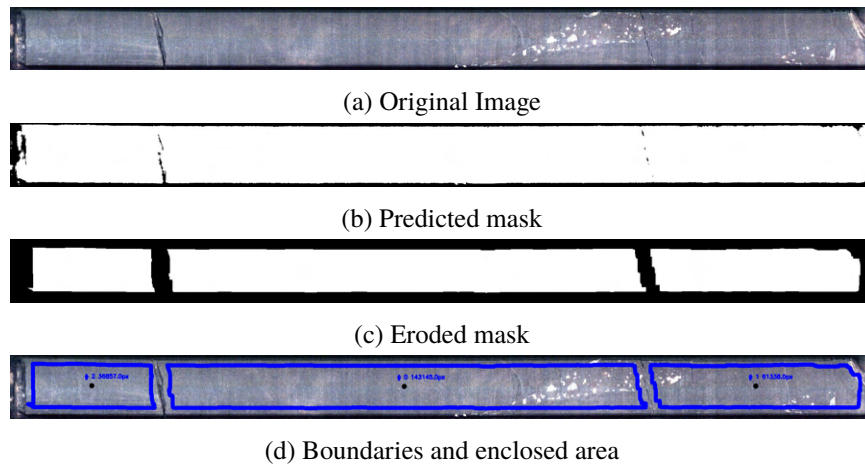 (a) Original Image
(b) Predicted mask
(c) Eroded mask
(d) Boundaries and enclosed area